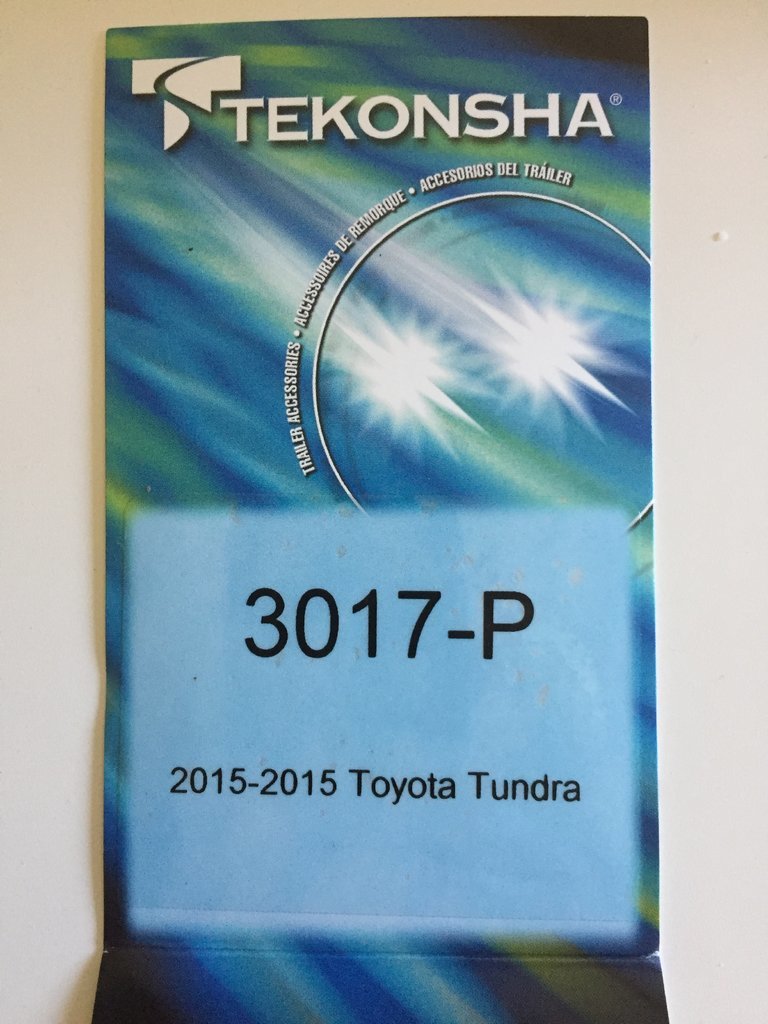 TEKONSHA®
TRAILER ACCESSORIES • ACCESSOIRES DE REMORQUE • ACCESORIOS DEL TRÁILER
3017-P
2015-2015 Toyota Tundra